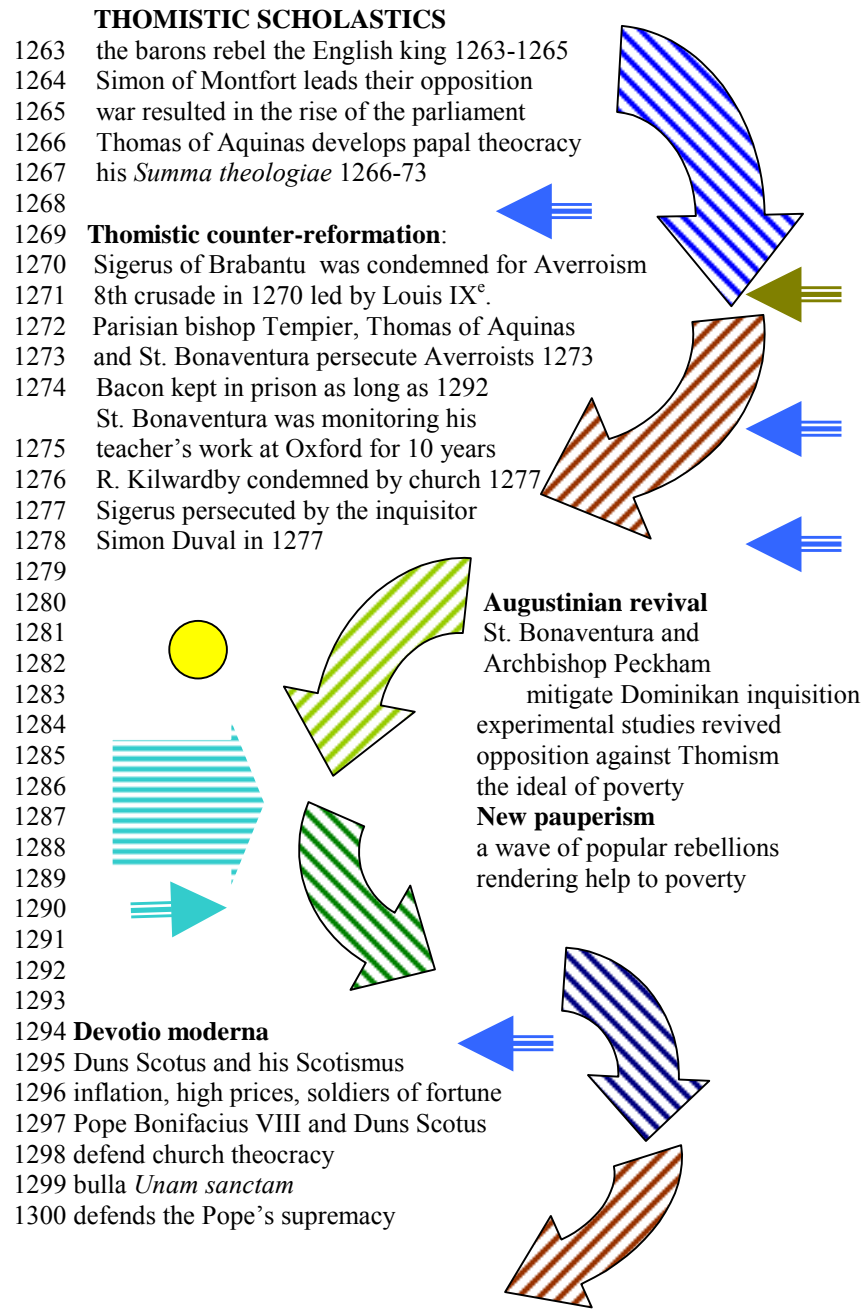 THOMISTIC SCHOLASTICS
1263 the barons rebel the English king 1263-1265
1264 Simon of Montfort leads their opposition
1265 war resulted in the rise of the parliament
1266 Thomas of Aquinas develops papal theocracy
1267 his Summa theologiae 1266-73
1268
1269 Thomistic counter-reformation:
1270 Sigerus of Brabantu was condemned for Averroism
1271 8th crusade in 1270 led by Louis IXe.
1272 Parisian bishop Tempier, Thomas of Aquinas
1273 and St. Bonaventura persecute Averroists 1273
1274 Bacon kept in prison as long as 1292
St. Bonaventura was monitoring his
1275 teacher's work at Oxford for 10 years
1276 R. Kilwardby condemned by church 1277
1277 Sigerus persecuted by the inquisitor
1278 Simon Duval in 1277
1279
1280 Augustinian revival
1281 St. Bonaventura and
1282 Archbishop Peckham
1283 mitigate Dominikan inquisition
1284 experimental studies revived
1285 opposition against Thomism
1286 the ideal of poverty
1287 New pauperism
1288 a wave of popular rebellions
1289 rendering help to poverty
1290
1291
1292
1293
1294 Devotio moderna
1295 Duns Scotus and his Scotismus
1296 inflation, high prices, soldiers of fortune
1297 Pope Bonifacius VIII and Duns Scotus
1298 defend church theocracy
1299 bulla Unam sanctam
1300 defends the Pope's supremacy